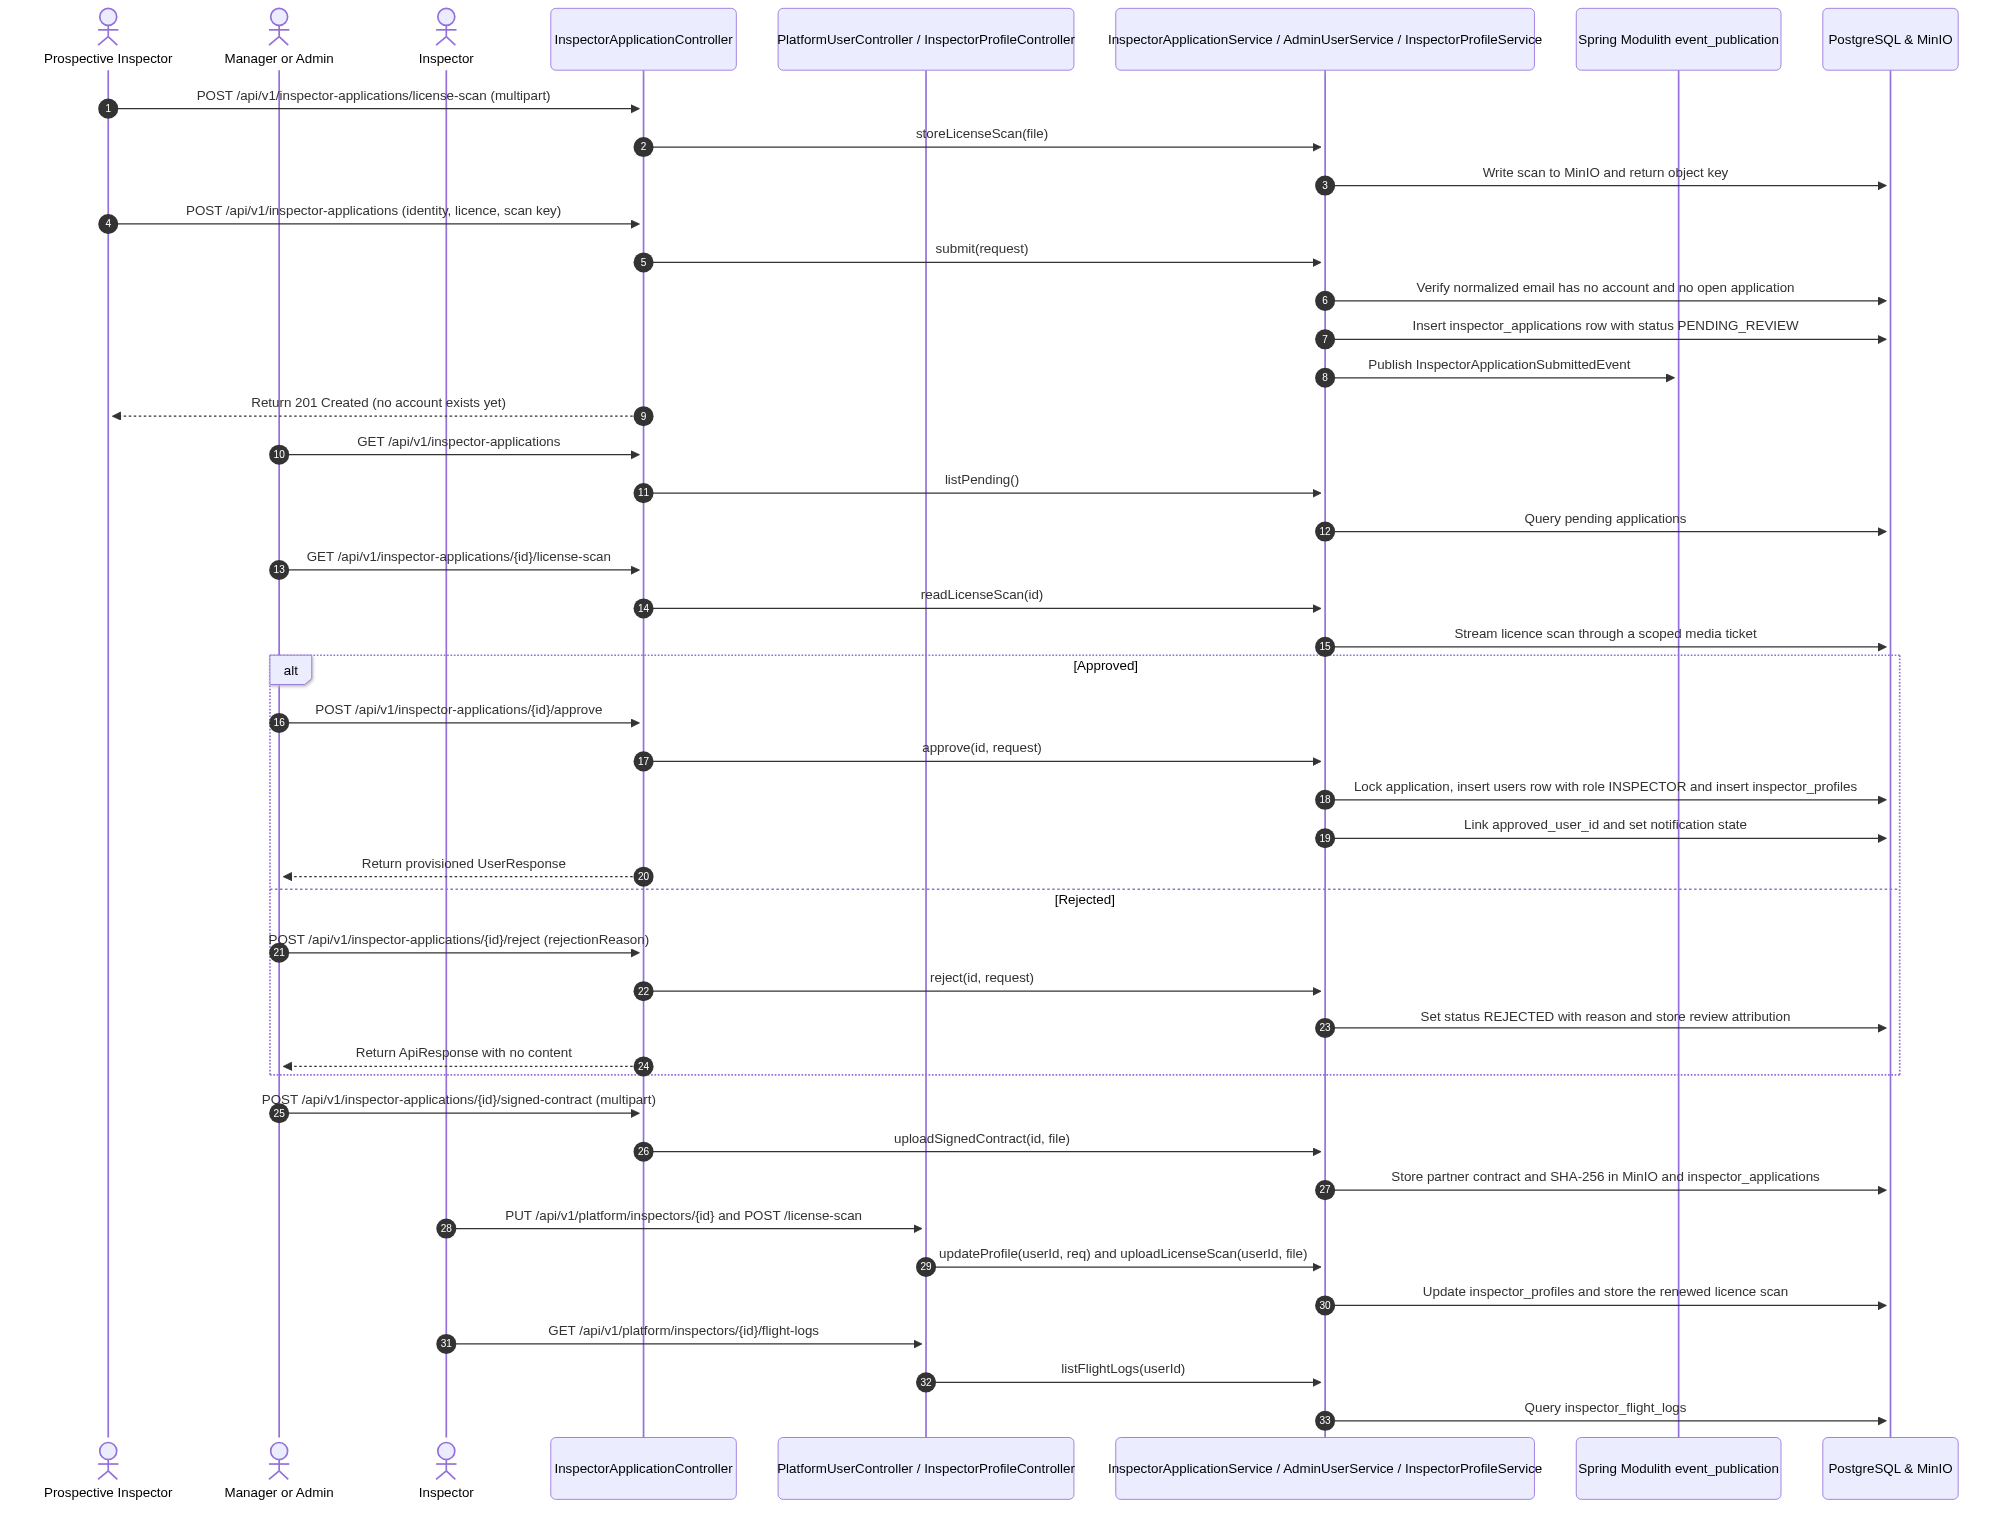 Prospective Inspector
Manager or Admin
Inspector
InspectorApplicationController
PlatformUserController / InspectorProfileController
InspectorApplicationService / AdminUserService / InspectorProfileService
Spring Modulith event_publication
PostgreSQL & MinIO
POST /api/v1/inspector-applications/license-scan (multipart)
1
storeLicenseScan(file)
2
Write scan to MinIO and return object key
3
POST /api/v1/inspector-applications (identity, licence, scan key)
4
submit(request)
5
Verify normalized email has no account and no open application
6
Insert inspector_applications row with status PENDING_REVIEW
7
Publish InspectorApplicationSubmittedEvent
8
Return 201 Created (no account exists yet)
9
GET /api/v1/inspector-applications
10
listPending()
11
Query pending applications
12
GET /api/v1/inspector-applications/{id}/license-scan
13
readLicenseScan(id)
14
Stream licence scan through a scoped media ticket
15
alt
[Approved]
POST /api/v1/inspector-applications/{id}/approve
16
approve(id, request)
17
Lock application, insert users row with role INSPECTOR and insert inspector_profiles
18
Link approved_user_id and set notification state
19
Return provisioned UserResponse
20
[Rejected]
POST /api/v1/inspector-applications/{id}/reject (rejectionReason)
21
reject(id, request)
22
Set status REJECTED with reason and store review attribution
23
Return ApiResponse with no content
24
POST /api/v1/inspector-applications/{id}/signed-contract (multipart)
25
uploadSignedContract(id, file)
26
Store partner contract and SHA-256 in MinIO and inspector_applications
27
PUT /api/v1/platform/inspectors/{id} and POST /license-scan
28
updateProfile(userId, req) and uploadLicenseScan(userId, file)
29
Update inspector_profiles and store the renewed licence scan
30
GET /api/v1/platform/inspectors/{id}/flight-logs
31
listFlightLogs(userId)
32
Query inspector_flight_logs
33
Prospective Inspector
Manager or Admin
Inspector
InspectorApplicationController
PlatformUserController / InspectorProfileController
InspectorApplicationService / AdminUserService / InspectorProfileService
Spring Modulith event_publication
PostgreSQL & MinIO